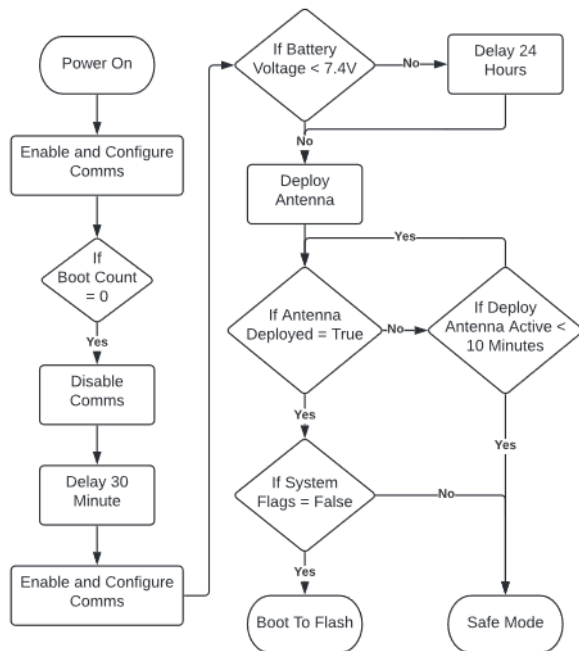 Power On
Enable and Configure
Comms
If
Boot Count
= 0
Yes
Disable
Comms
Delay 30
Minute
Enable and Configure
Comms
If Battery
Voltage < 7.4V
No
Delay 24
Hours
No
Deploy
Antenna
Yes
If Antenna
Deployed = True
No
If Deploy
Antenna Active <
10 Minutes
Yes
Yes
If System
Flags = False
No
Yes
Boot To Flash
Safe Mode